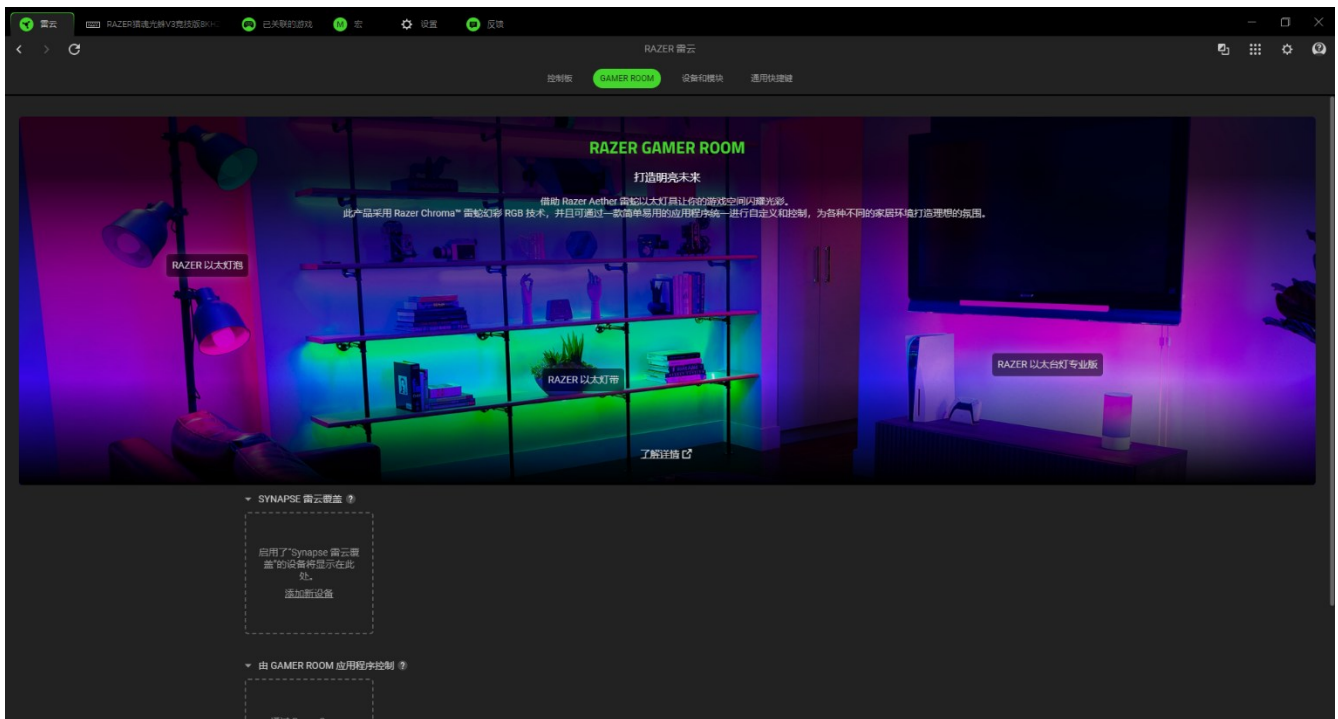 雷云
RAZER猎魂光蛛V3竞技版8KHz
已关联的游戏
宏
设置
反馈
RAZER 雷云
控制板
GAMER ROOM
设备和模块
通用快捷键
RAZER GAMER ROOM
打造明亮未来
借助 Razer Aether 雷蛇以太灯具让你的游戏空间闪耀光彩。
此产品采用 Razer Chroma™ 雷蛇幻彩 RGB 技术，并且可通过一款简单易用的应用程序统一进行自定义和控制，为各种不同的家居环境打造理想的氛围。
RAZER 以太灯泡
RAZER 以太台灯专业版
RAZER 以太灯带
了解详情
SYNAPSE 雷云覆盖
启用了"Synapse 雷云覆
盖"的设备将显示在此
处。
添加新设备
由 GAMER ROOM 应用程序控制